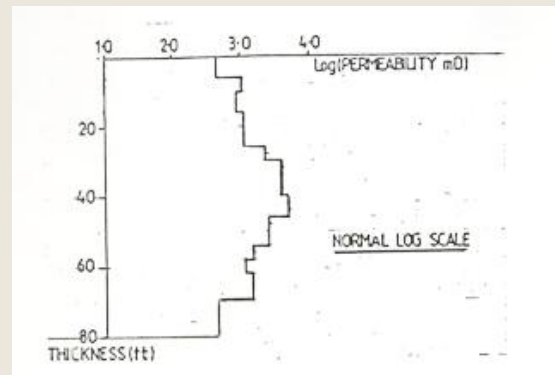 1·0 2·0 3·0 4·0
Log(PERMEABILITY mD)
20
40
NORMAL LOG SCALE
60
80
THICKNESS(ft)